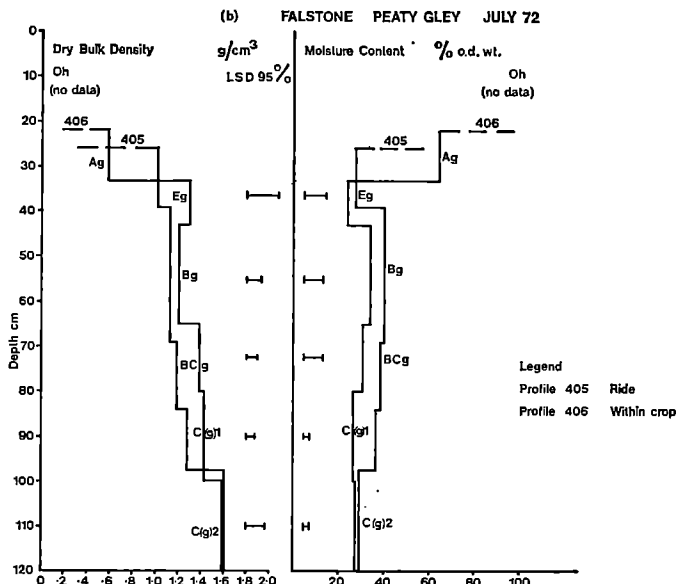 (b) FALSTONE PEATY GLEY JULY 72
Dry Bulk Density g/cm³
LSD 95%
Oh
(no data)
Moisture Content % o.d. wt.
Oh
(no data)
406
405
Ag
Eg
Bg
BCg
C(g)1
C(g)2
406
405
Ag
Eg
Bg
BCg
C(g)1
C(g)2
Depth cm
0
10
20
30
40
50
60
70
80
90
100
110
120
0 ·2 ·4 ·6 ·8 1·0 1·2 1·4 1·6 1·8 2·0
20 40 60 80 100
Legend
Profile 405 Ride
Profile 406 Within crop